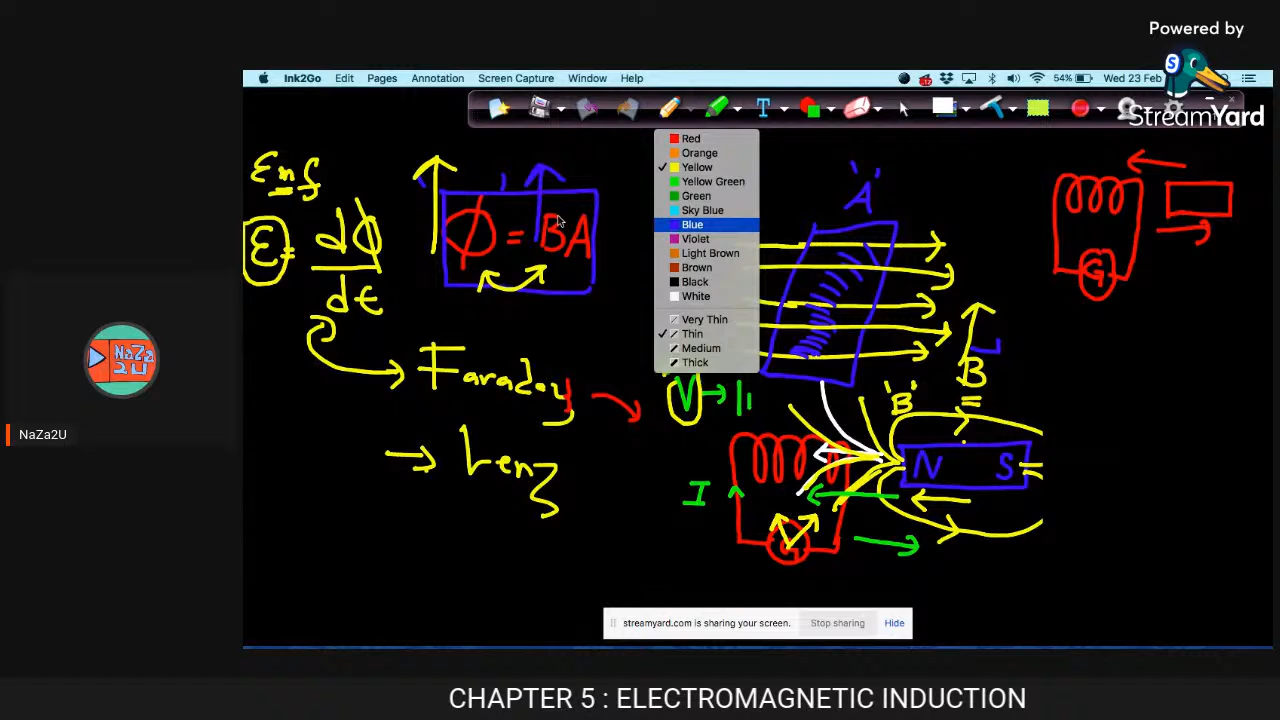 Powered by
StreamYard
Ink2Go Edit Pages Annotation Screen Capture Window Help
54% Wed 23 Feb
Red
Orange
Yellow
Yellow Green
Green
Sky Blue
Blue
Violet
Light Brown
Brown
Black
White
Very Thin
Thin
Medium
Thick
Emf
ε = dΦ
dt
Φ = BA
'A'
G
Faraday
V
B
'B'
Lenz
N S
I
G
NaZa
2U
NaZa2U
streamyard.com is sharing your screen. Stop sharing Hide
CHAPTER 5 : ELECTROMAGNETIC INDUCTION